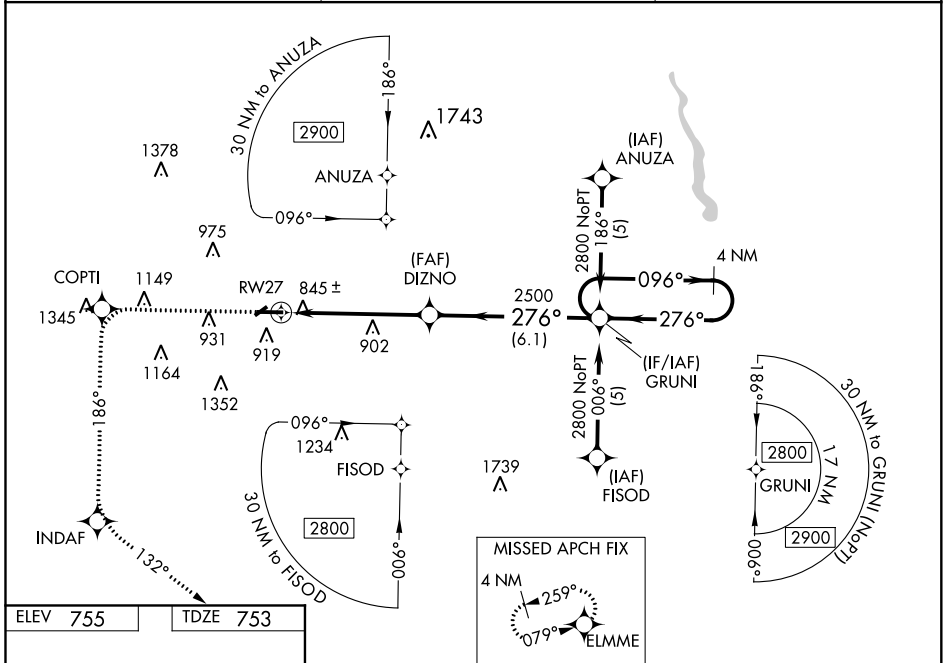 30 NM to ANUZA
186°
2900
ANUZA
096°
1743
1378
(IAF)
ANUZA
2800 NoPT
186°
(5)
975
4 NM
096°
(FAF)
DIZNO
COPTI
1149
RW27
845 ±
2500
276°
(6.1)
276°
1345
931
919
902
(IF/IAF)
GRUNI
1164
1352
2800 NoPT
006°
(5)
186°
096°
1234
FISOD
30 NM to FISOD
2800
006°
1739
(IAF)
FISOD
186°
30 NM to GRUNI (NoPT)
2800
17 NM
GRUNI
2900
006°
INDAF
132°
MISSED APCH FIX
4 NM
259°
079°
ELMME
ELEV 755
TDZE 753